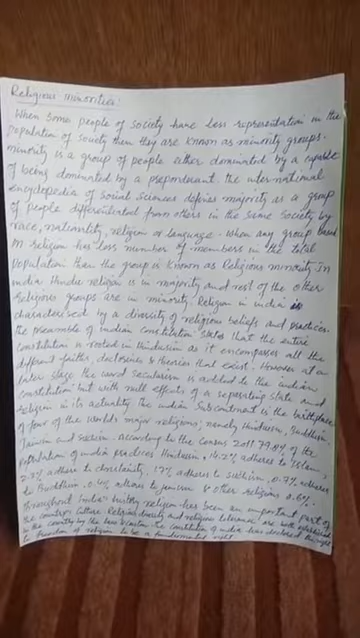 Religious minorities:
When some people of society have less representation in the
population of society then they are known as minority groups.
minority is a group of people either dominated by a capable
of being dominated by a preponderant the international
encyclopedia of Social Sciences defines majority as a group
of people differentiated from others in the same society by
race, nationality, religion or language. When any group based
on religion has less number of members in the total
population then the group is known as Religious minority. In
india Hindu religion is in majority and rest of the other
Religious groups are in minority. Religion in india is
characterised by a diversity of religious beliefs and practices.
the preamble of indian constitution states that the entire
Constitution is rooted in Hinduism as it encompasses all the
different faiths, doctrines & theories that exist. However at a
later stage the word secularism is added to the indian
constitution but with null effects of a separating state and
religion in its actuality the indian Subcontinent is the birthplace
of four of the worlds major religions; namely Hinduism, Buddhism,
Jainism and according to the census 2011 79.8% of the
population of india practices Hinduism, 14.2% adheres to Islam,
2.3% adhere to christianity, adheres to 0.7% adheres
to Buddhism, 0.4% adhere to jainism & other religions 0.6%.
throughout India's history religion has been an important part of
the country's Culture Religious diversity and religious tolerance are both established
in the country by the law the constitution of india has declared the right
to freedom of religion to be a fundamental right.